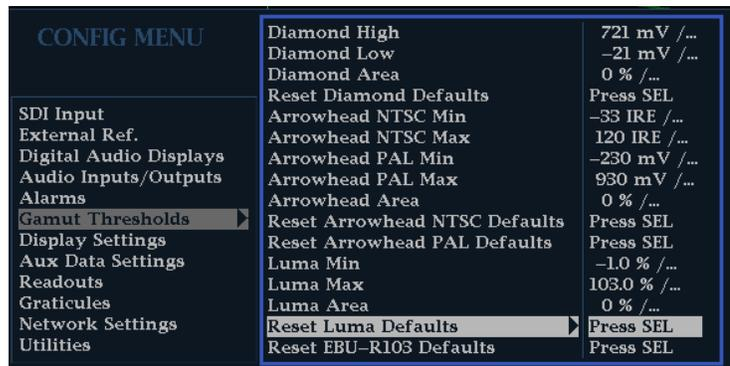 CONFIG MENU
SDI Input
External Ref.
Digital Audio Displays
Audio Inputs/Outputs
Alarms
Gamut Thresholds
Display Settings
Aux Data Settings
Readouts
Graticules
Network Settings
Utilities
Diamond High 721 mV /...
Diamond Low –21 mV /...
Diamond Area 0 % /...
Reset Diamond Defaults Press SEL
Arrowhead NTSC Min –33 IRE /...
Arrowhead NTSC Max 120 IRE /...
Arrowhead PAL Min –230 mV /...
Arrowhead PAL Max 930 mV /...
Arrowhead Area 0 % /...
Reset Arrowhead NTSC Defaults Press SEL
Reset Arrowhead PAL Defaults Press SEL
Luma Min –1.0 % /...
Luma Max 103.0 % /...
Luma Area 0 % /...
Reset Luma Defaults Press SEL
Reset EBU–R103 Defaults Press SEL